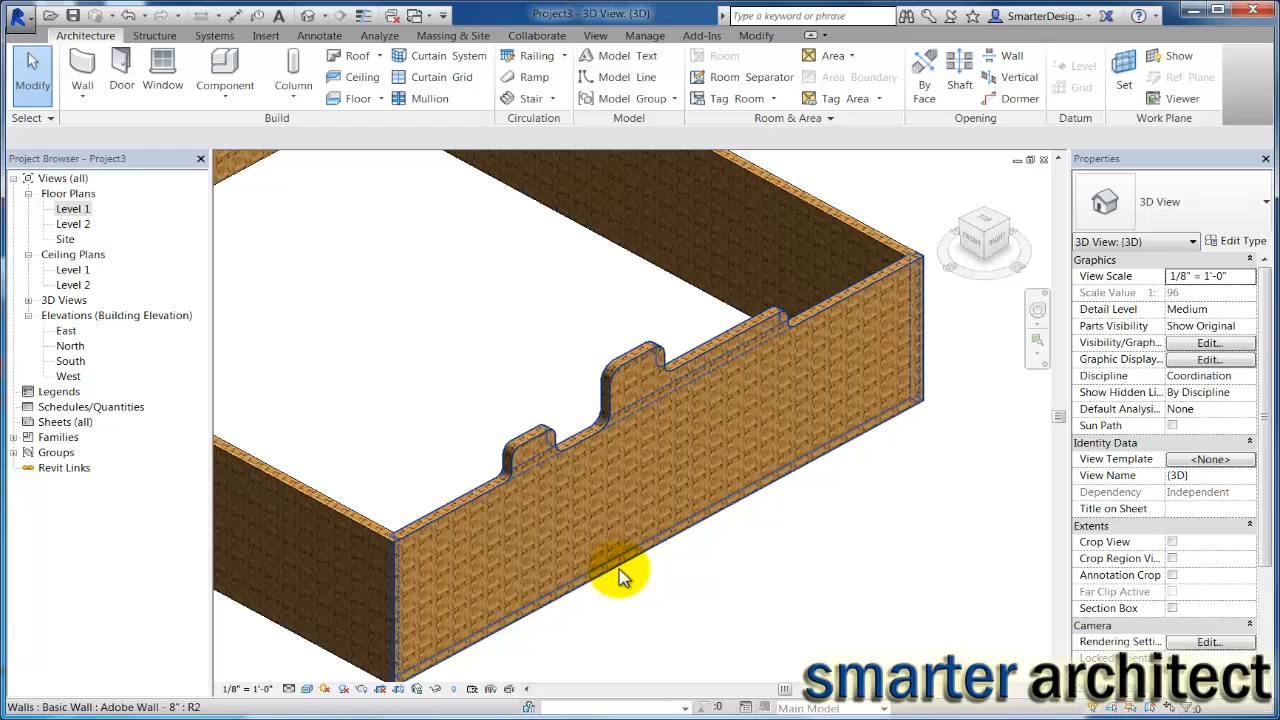 Project3 - 3D View: {3D}
Type a keyword or phrase
SmarterDesig...
Architecture Structure Systems Insert Annotate Analyze Massing & Site Collaborate View Manage Add-Ins Modify
Modify
Wall
Door
Window
Component
Column
Roof
Ceiling
Floor
Curtain System
Curtain Grid
Mullion
Railing
Ramp
Stair
Model Text
Model Line
Model Group
Room
Room Separator
Tag Room
Area
Area Boundary
Tag Area
By Face
Shaft
Wall
Vertical
Dormer
Level
Grid
Set
Show
Ref Plane
Viewer
Select Build Circulation Model Room & Area Opening Datum Work Plane
Project Browser - Project3
Views (all)
Floor Plans
Level 1
Level 2
Site
Ceiling Plans
Level 1
Level 2
3D Views
Elevations (Building Elevation)
East
North
South
West
Legends
Schedules/Quantities
Sheets (all)
Families
Groups
Revit Links
TOP
FRONT
RIGHT
Properties
3D View
3D View: {3D} Edit Type
Graphics
View Scale 1/8" = 1'-0"
Scale Value 1: 96
Detail Level Medium
Parts Visibility Show Original
Visibility/Graph... Edit...
Graphic Display... Edit...
Discipline Coordination
Show Hidden Li... By Discipline
Default Analysi... None
Sun Path
Identity Data
View Template <None>
View Name {3D}
Dependency Independent
Title on Sheet
Extents
Crop View
Crop Region Vi...
Annotation Crop
Far Clip Active
Section Box
Camera
Rendering Setti... Edit...
1/8" = 1'-0"
smarter architect
Walls : Basic Wall : Adobe Wall - 8" : R2
:0
Main Model
:0